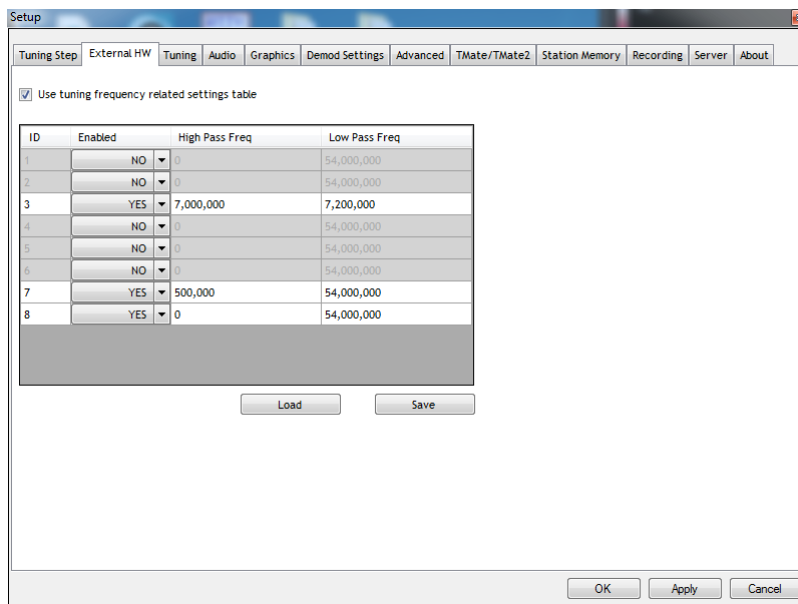 Setup
Tuning Step External HW Tuning Audio Graphics Demod Settings Advanced TMate/TMate2 Station Memory Recording Server About
Use tuning frequency related settings table
ID Enabled High Pass Freq Low Pass Freq
1 NO 0 54,000,000
2 NO 0 54,000,000
3 YES 7,000,000 7,200,000
4 NO 0 54,000,000
5 NO 0 54,000,000
6 NO 0 54,000,000
7 YES 500,000 54,000,000
8 YES 0 54,000,000
Load Save
OK Apply Cancel